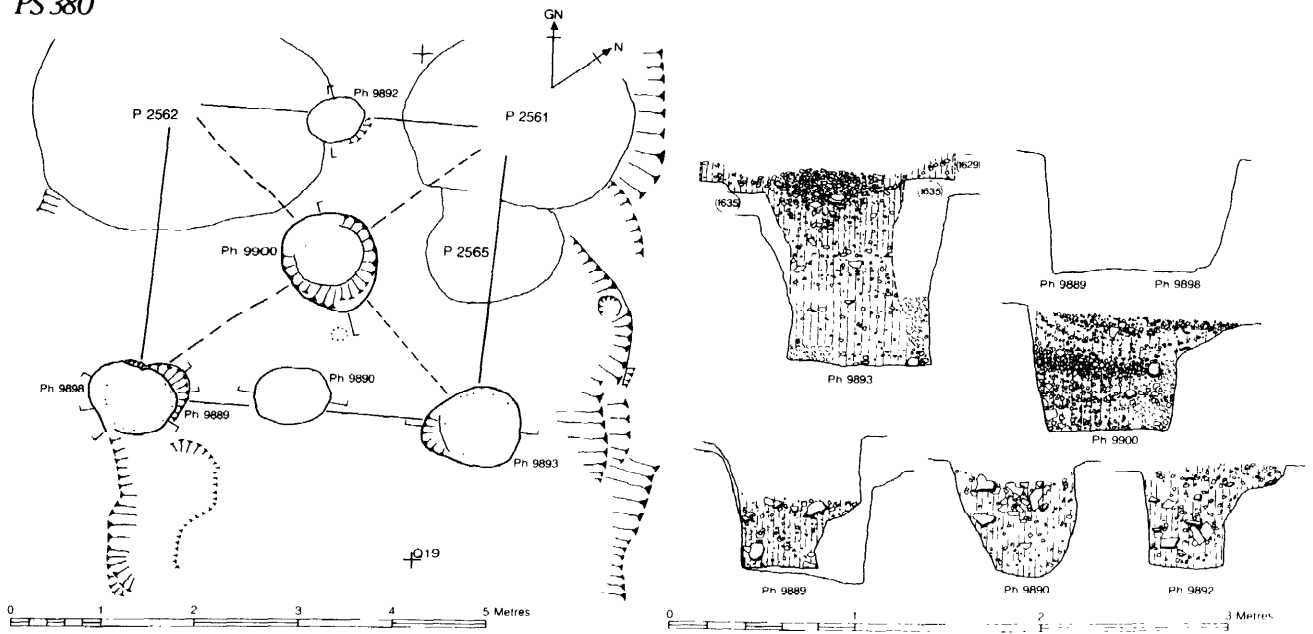 PS 380
GN
N
Ph 9892
P 2562
P 2561
Ph 9900
P 2565
Ph 9898
Ph 9890
Ph 9889
Ph 9893
Q19
0 1 2 3 4 5 Metres
(1629)
(1635)
(1635)
Ph 9893
Ph 9889
Ph 9898
Ph 9900
Ph 9889
Ph 9890
Ph 9892
0 1 2 3 Metres